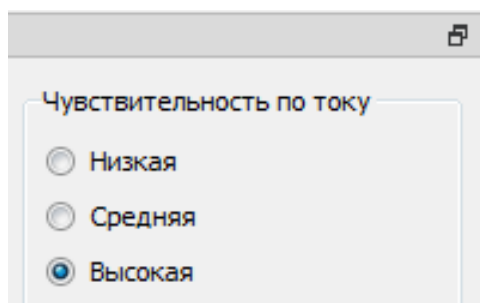 Чувствительность по току
Низкая
Средняя
Высокая